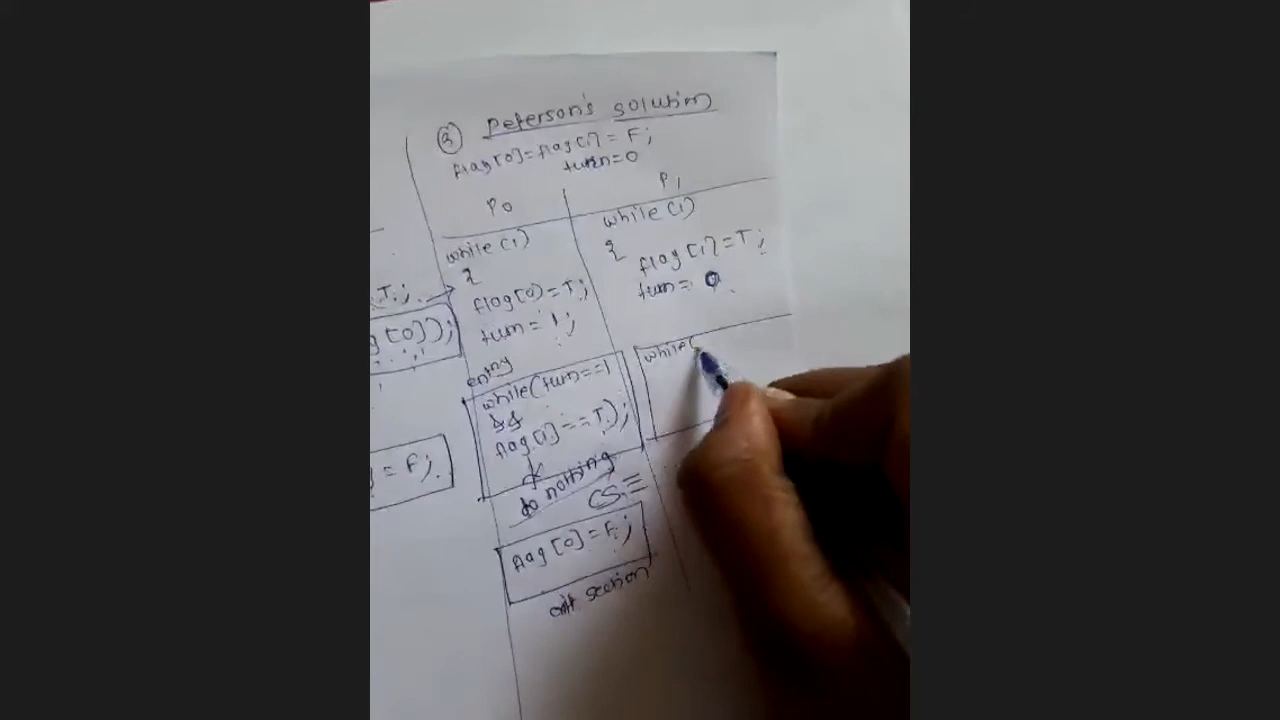 ③ Peterson's solution
flag[0]=flag[1]=F;
turn=0
P0
while(1)
{
flag[0]=T;
turn=1;
entry
while(turn==1
&&
flag[1]==T);
do nothing
CS
flag[0]=F;
exit section
P1
while(1)
{
flag[1]=T;
turn=0
while(
T;
[0]);
=F;